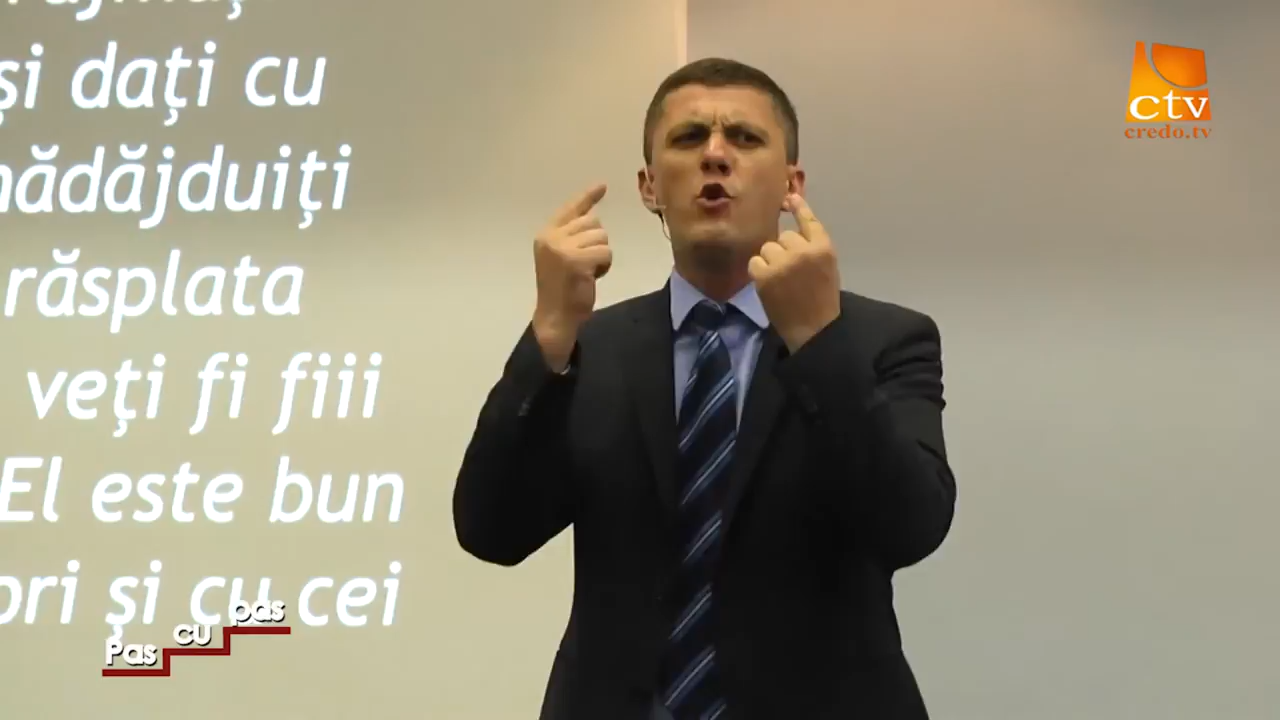 și dați cu
nădăjduiți
răsplata
veți fi fiii
El este bun
și cu cei
Pas cu pas
ctv
credo.tv